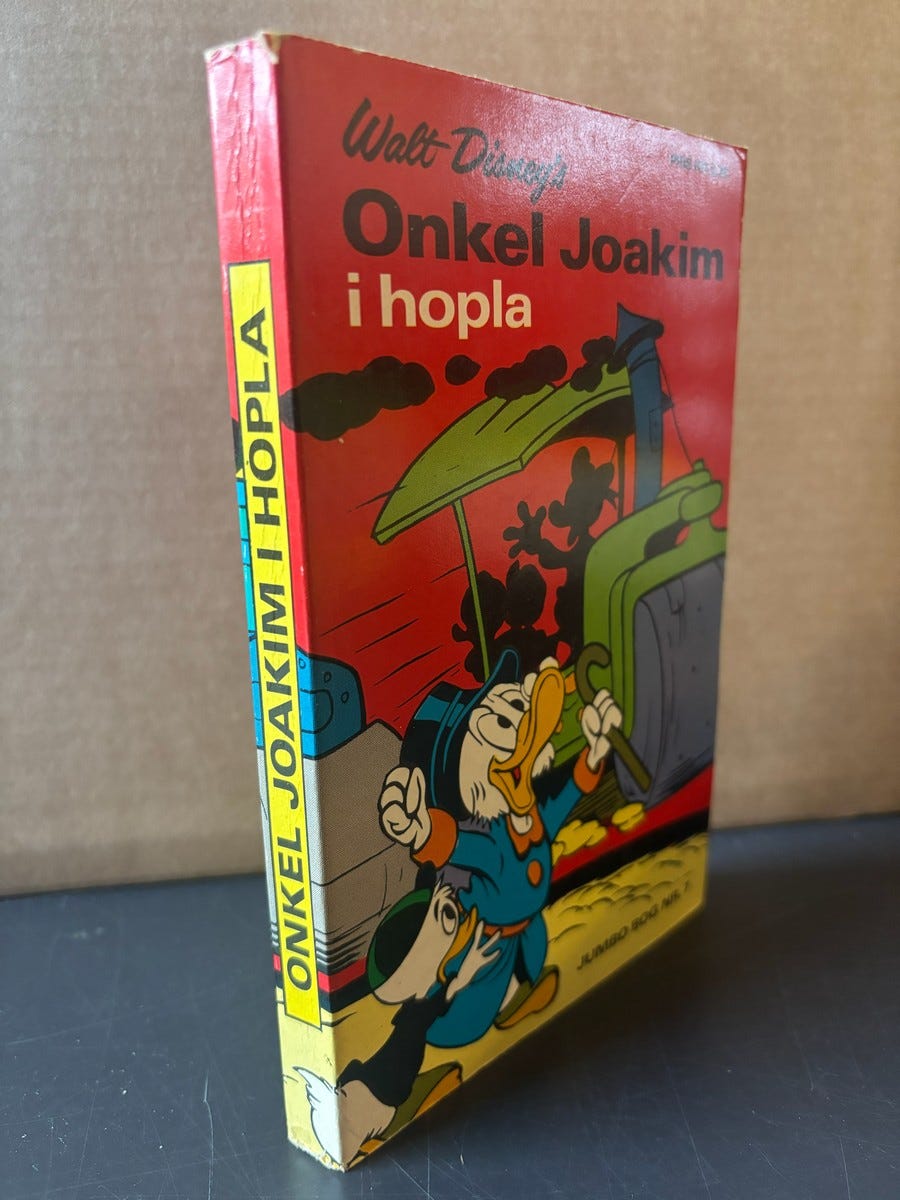 ONKEL JOAKIM I HOPLA
Walt Disney's
Onkel Joakim
i hopla
JUMBO BOG NR. 7